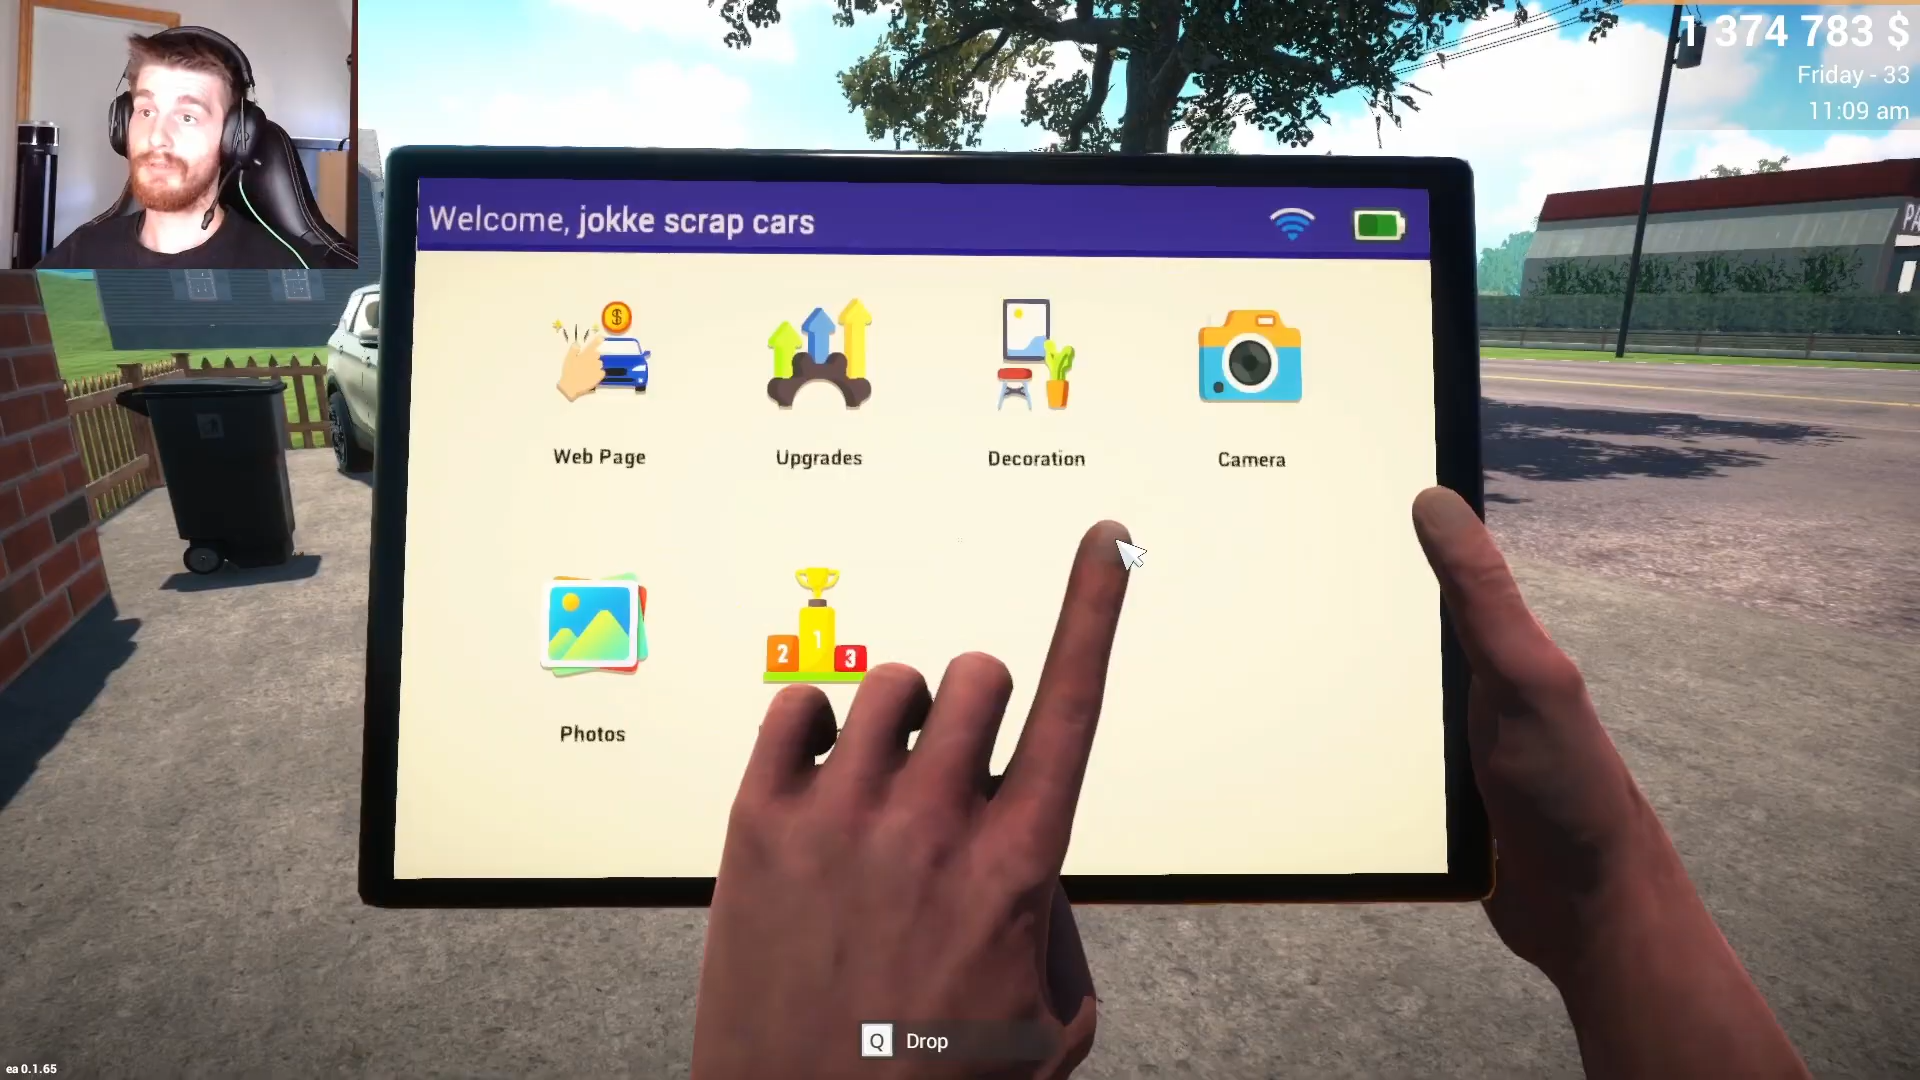 1 374 783 $
Friday - 33
11:09 am
Welcome, jokke scrap cars
$
Web Page
Upgrades
Decoration
Camera
2 1 3
Photos
Q Drop
ea 0.1.65